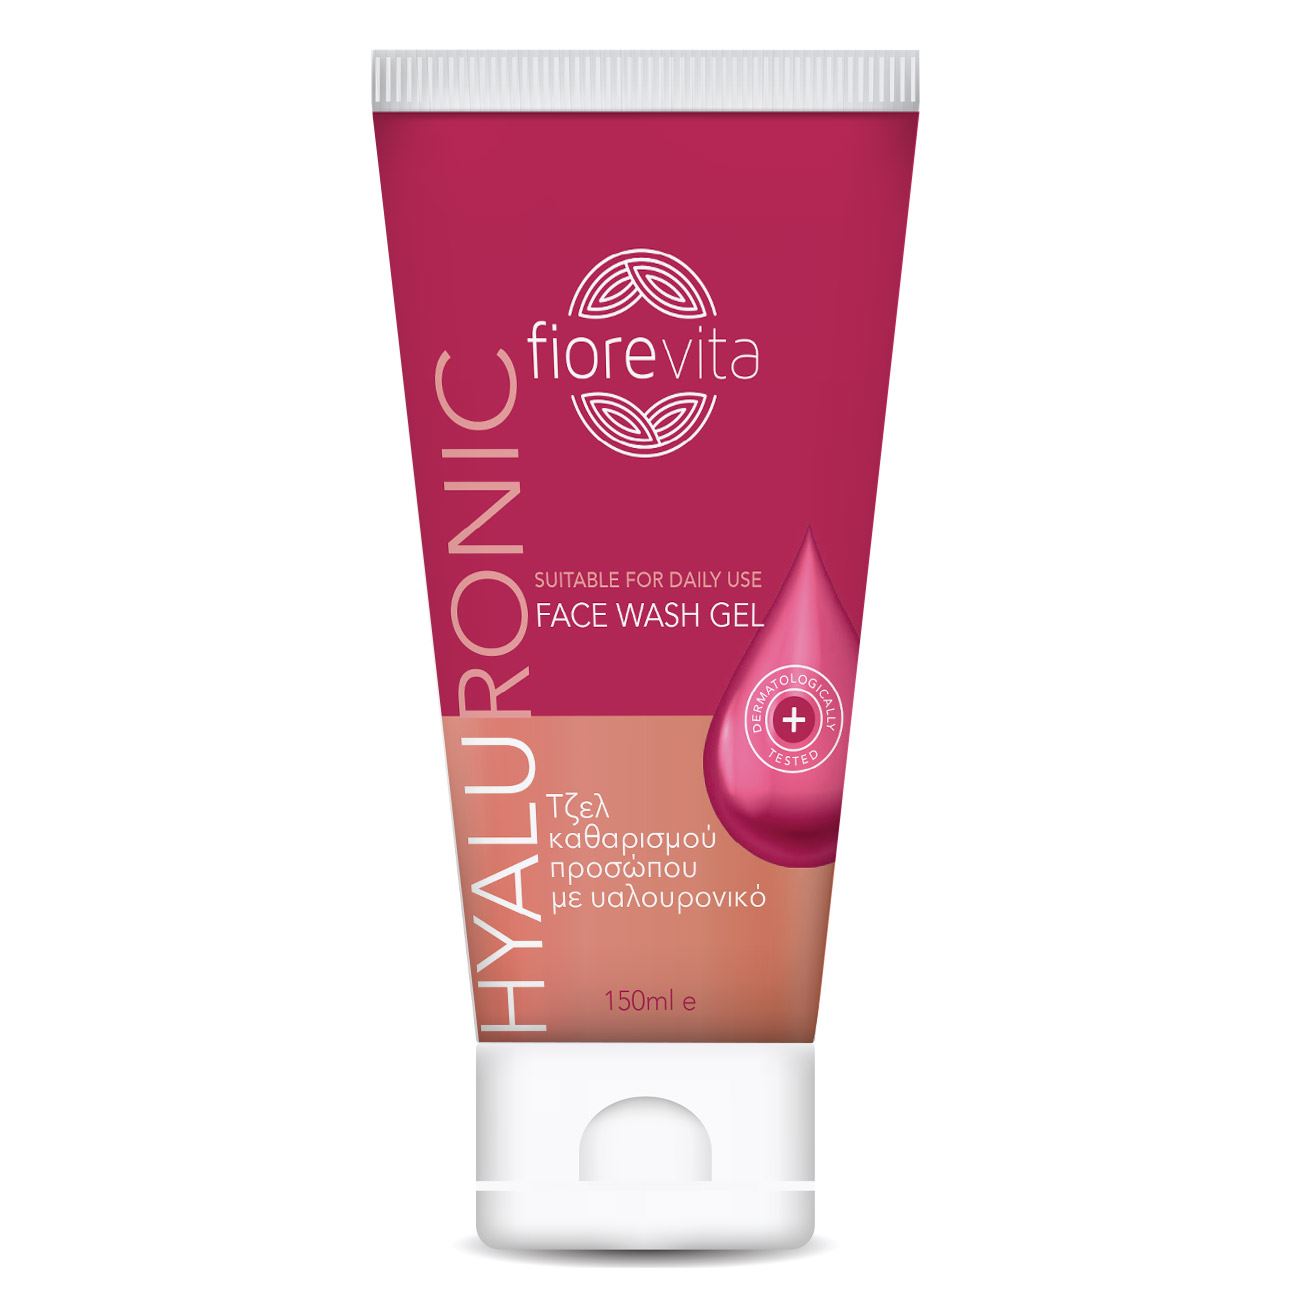 fiorevita
HYALURONIC
SUITABLE FOR DAILY USE
FACE WASH GEL
DERMATOLOGICALLY
TESTED
Τζελ
καθαρισμού
προσώπου
με υαλουρονικό
150ml e